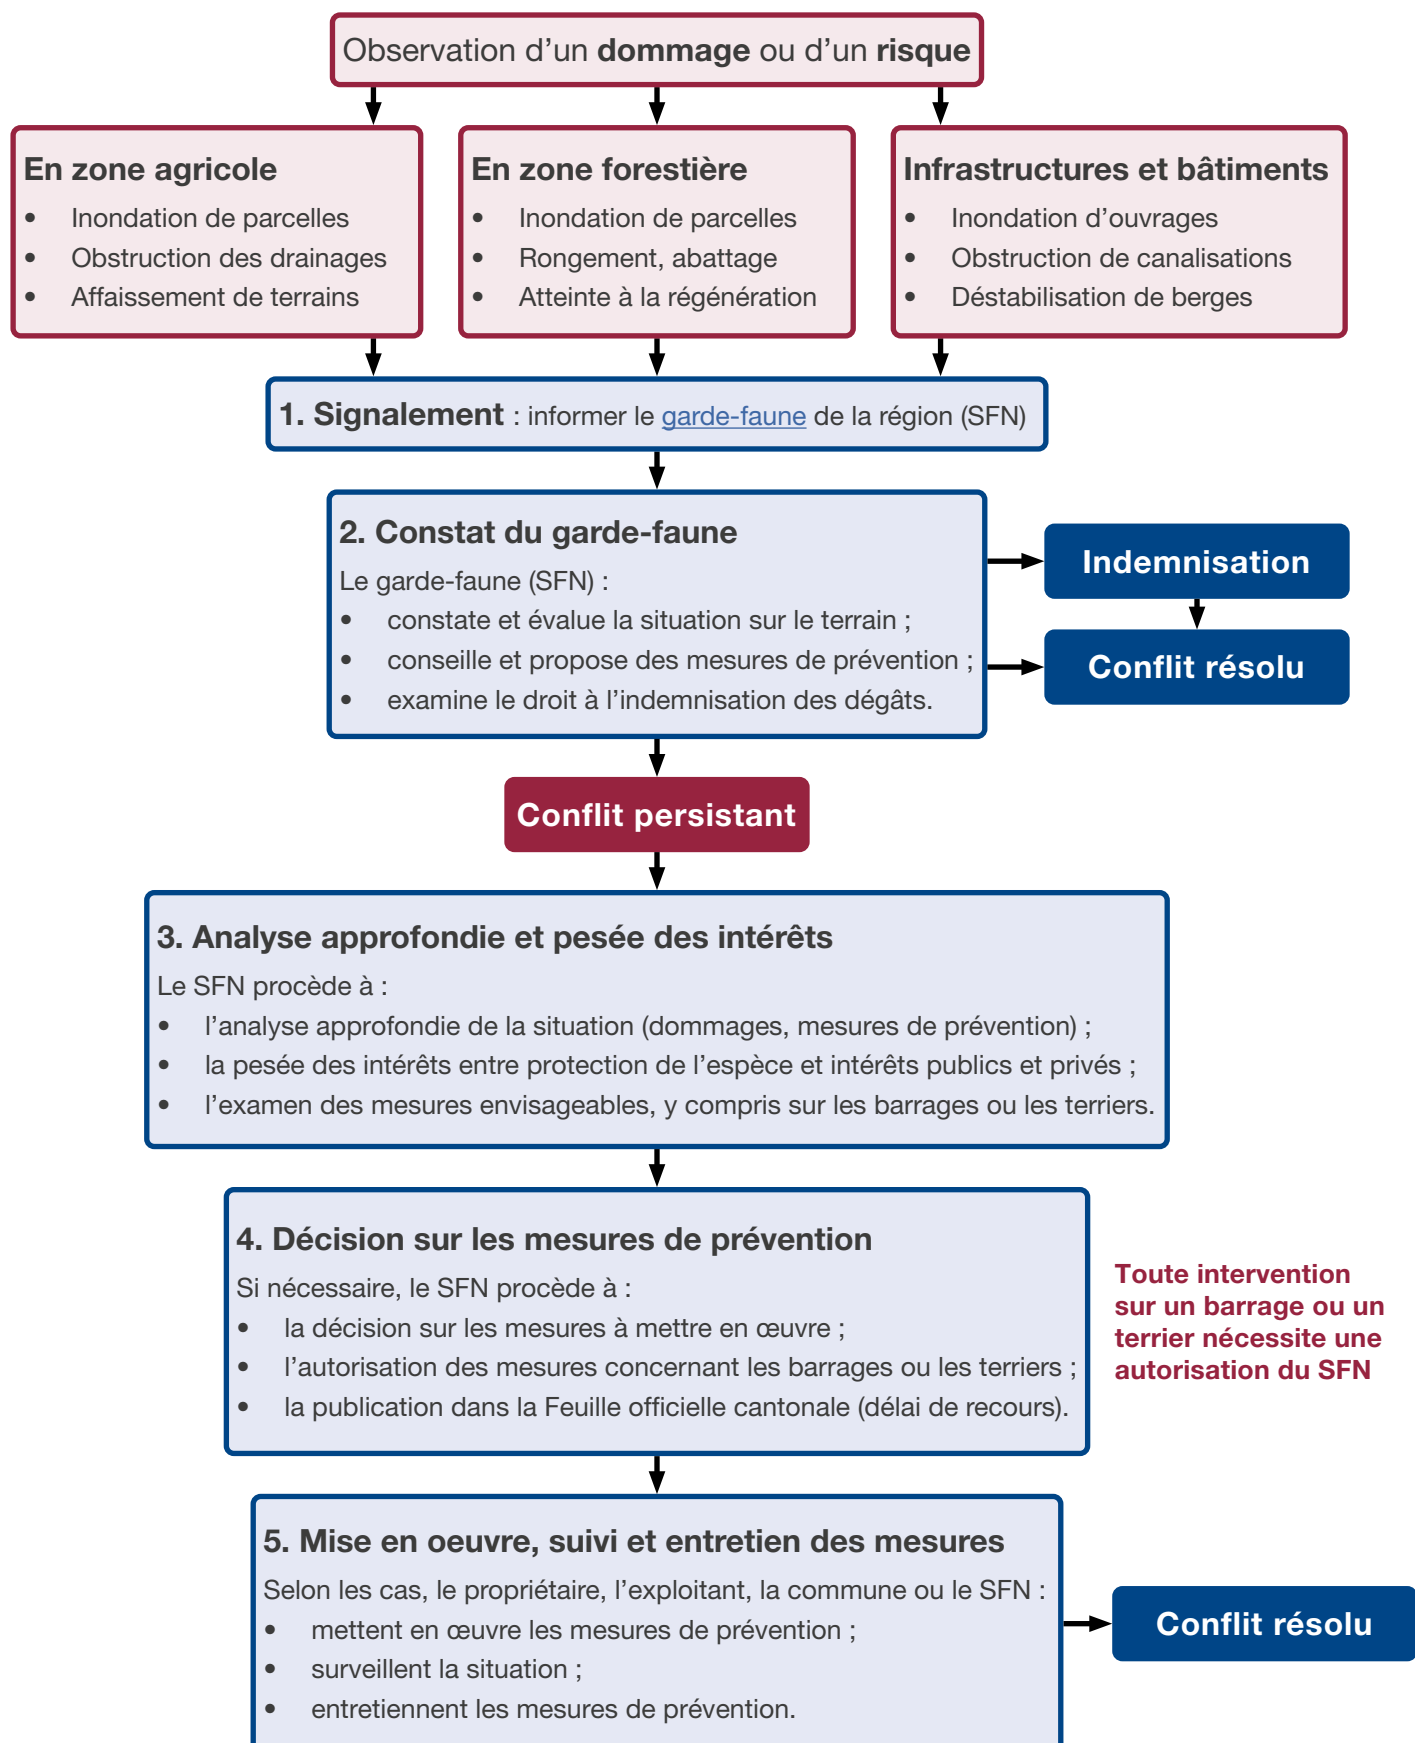 Observation d’un dommage ou d’un risque
En zone agricole
• Inondation de parcelles
• Obstruction des drainages
• Affaissement de terrains
En zone forestière
• Inondation de parcelles
• Rongement, abattage
• Atteinte à la régénération
Infrastructures et bâtiments
• Inondation d’ouvrages
• Obstruction de canalisations
• Déstabilisation de berges
1. Signalement : informer le garde-faune de la région (SFN)
2. Constat du garde-faune
Le garde-faune (SFN) :
• constate et évalue la situation sur le terrain ;
• conseille et propose des mesures de prévention ;
• examine le droit à l’indemnisation des dégâts.
Indemnisation
Conflit résolu
Conflit persistant
3. Analyse approfondie et pesée des intérêts
Le SFN procède à :
• l’analyse approfondie de la situation (dommages, mesures de prévention) ;
• la pesée des intérêts entre protection de l’espèce et intérêts publics et privés ;
• l’examen des mesures envisageables, y compris sur les barrages ou les terriers.
4. Décision sur les mesures de prévention
Si nécessaire, le SFN procède à :
• la décision sur les mesures à mettre en œuvre ;
• l’autorisation des mesures concernant les barrages ou les terriers ;
• la publication dans la Feuille officielle cantonale (délai de recours).
Toute intervention
sur un barrage ou un
terrier nécessite une
autorisation du SFN
5. Mise en oeuvre, suivi et entretien des mesures
Selon les cas, le propriétaire, l’exploitant, la commune ou le SFN :
• mettent en œuvre les mesures de prévention ;
• surveillent la situation ;
• entretiennent les mesures de prévention.
Conflit résolu